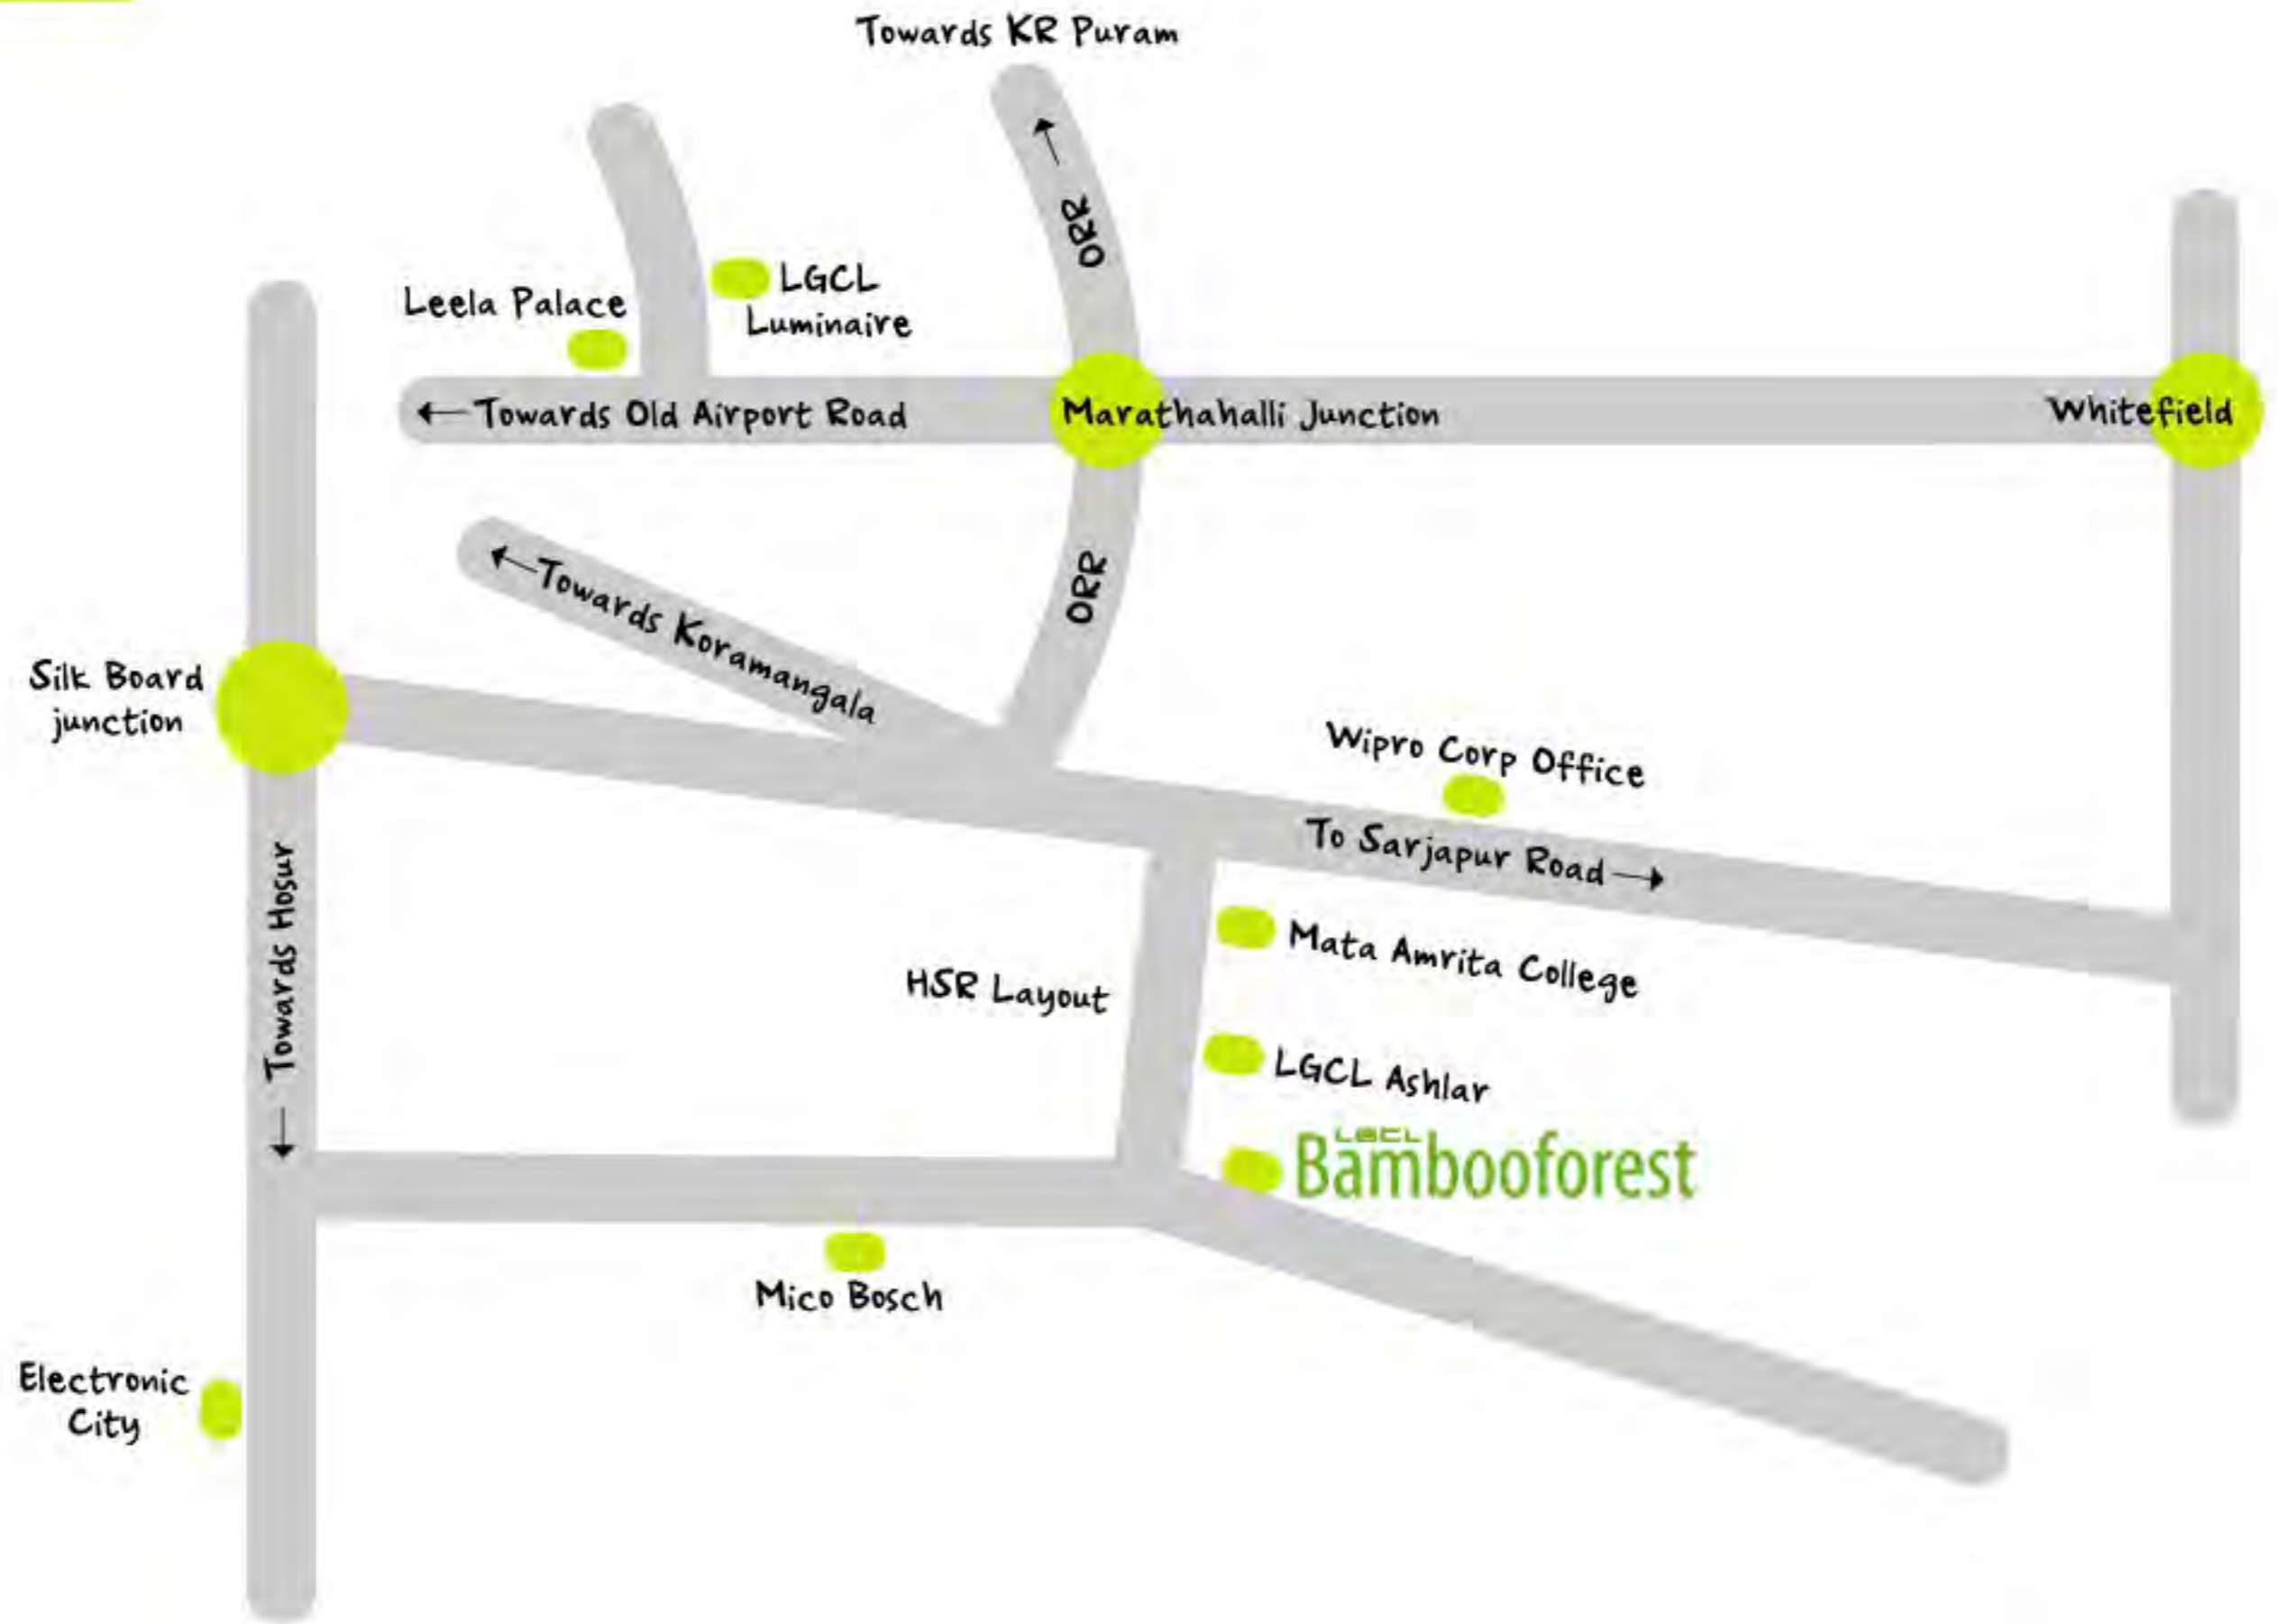 Towards KR Puram
ORR
LGCL
Luminaire
Leela Palace
Towards Old Airport Road
Marathahalli Junction
Whitefield
Towards Koramangala
ORR
Silk Board
junction
Wipro Corp Office
To Sarjapur Road
Towards Hosur
Mata Amrita College
HSR Layout
LGCL Ashlar
LGCL
Bambooforest
Mico Bosch
Electronic
City